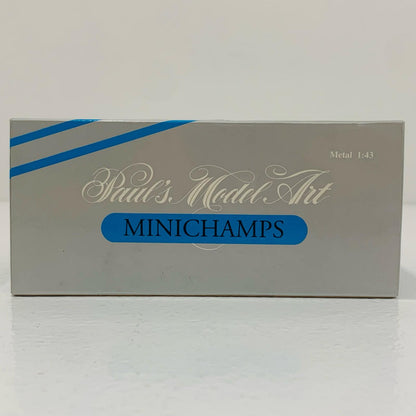 Metal 1:43
Paul's Model Art
MINICHAMPS